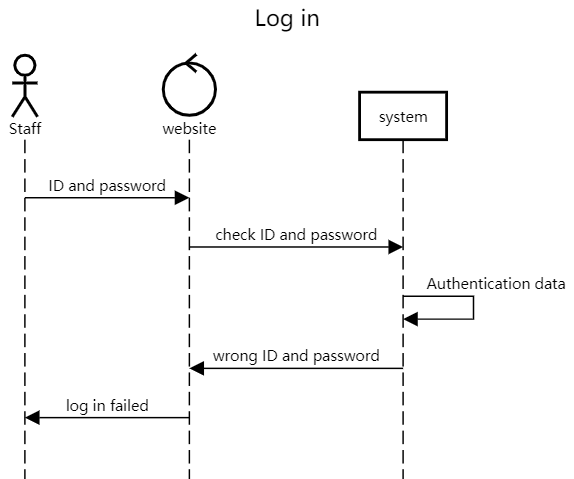 Log in
Staff
website
system
ID and password
check ID and password
Authentication data
wrong ID and password
log in failed